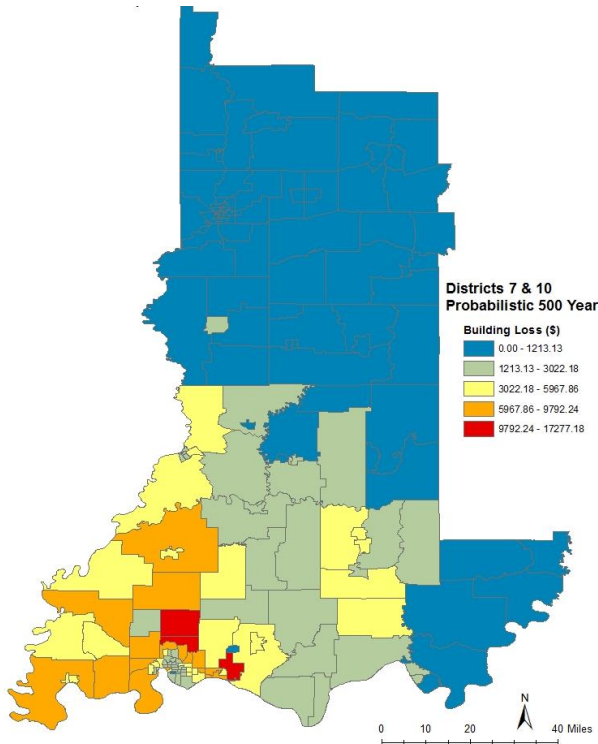 Districts 7 & 10
Probabilistic 500 Year
Building Loss ($)
0.00 - 1213.13
1213.13 - 3022.18
3022.18 - 5967.86
5967.86 - 9792.24
9792.24 - 17277.18
N
0 10 20 40 Miles